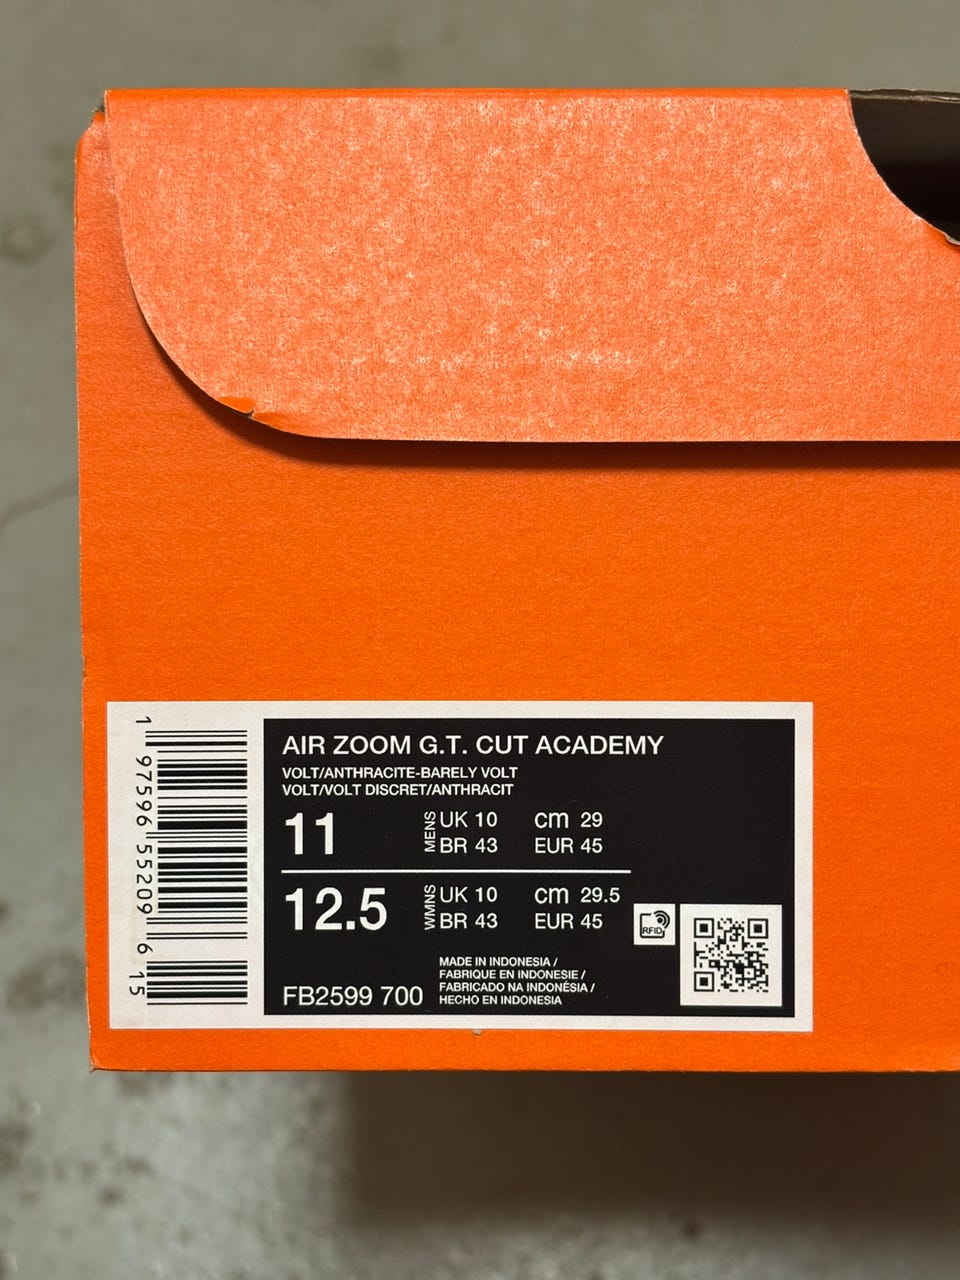 1 97596 55209 6 15
AIR ZOOM G.T. CUT ACADEMY
VOLT/ANTHRACITE-BARELY VOLT
VOLT/VOLT DISCRET/ANTHRACIT
11 MENS UK 10 cm 29
BR 43 EUR 45
12.5 WMNS UK 10 cm 29.5
BR 43 EUR 45
RFID
FB2599 700
MADE IN INDONESIA /
FABRIQUE EN INDONESIE /
FABRICADO NA INDONÉSIA /
HECHO EN INDONESIA